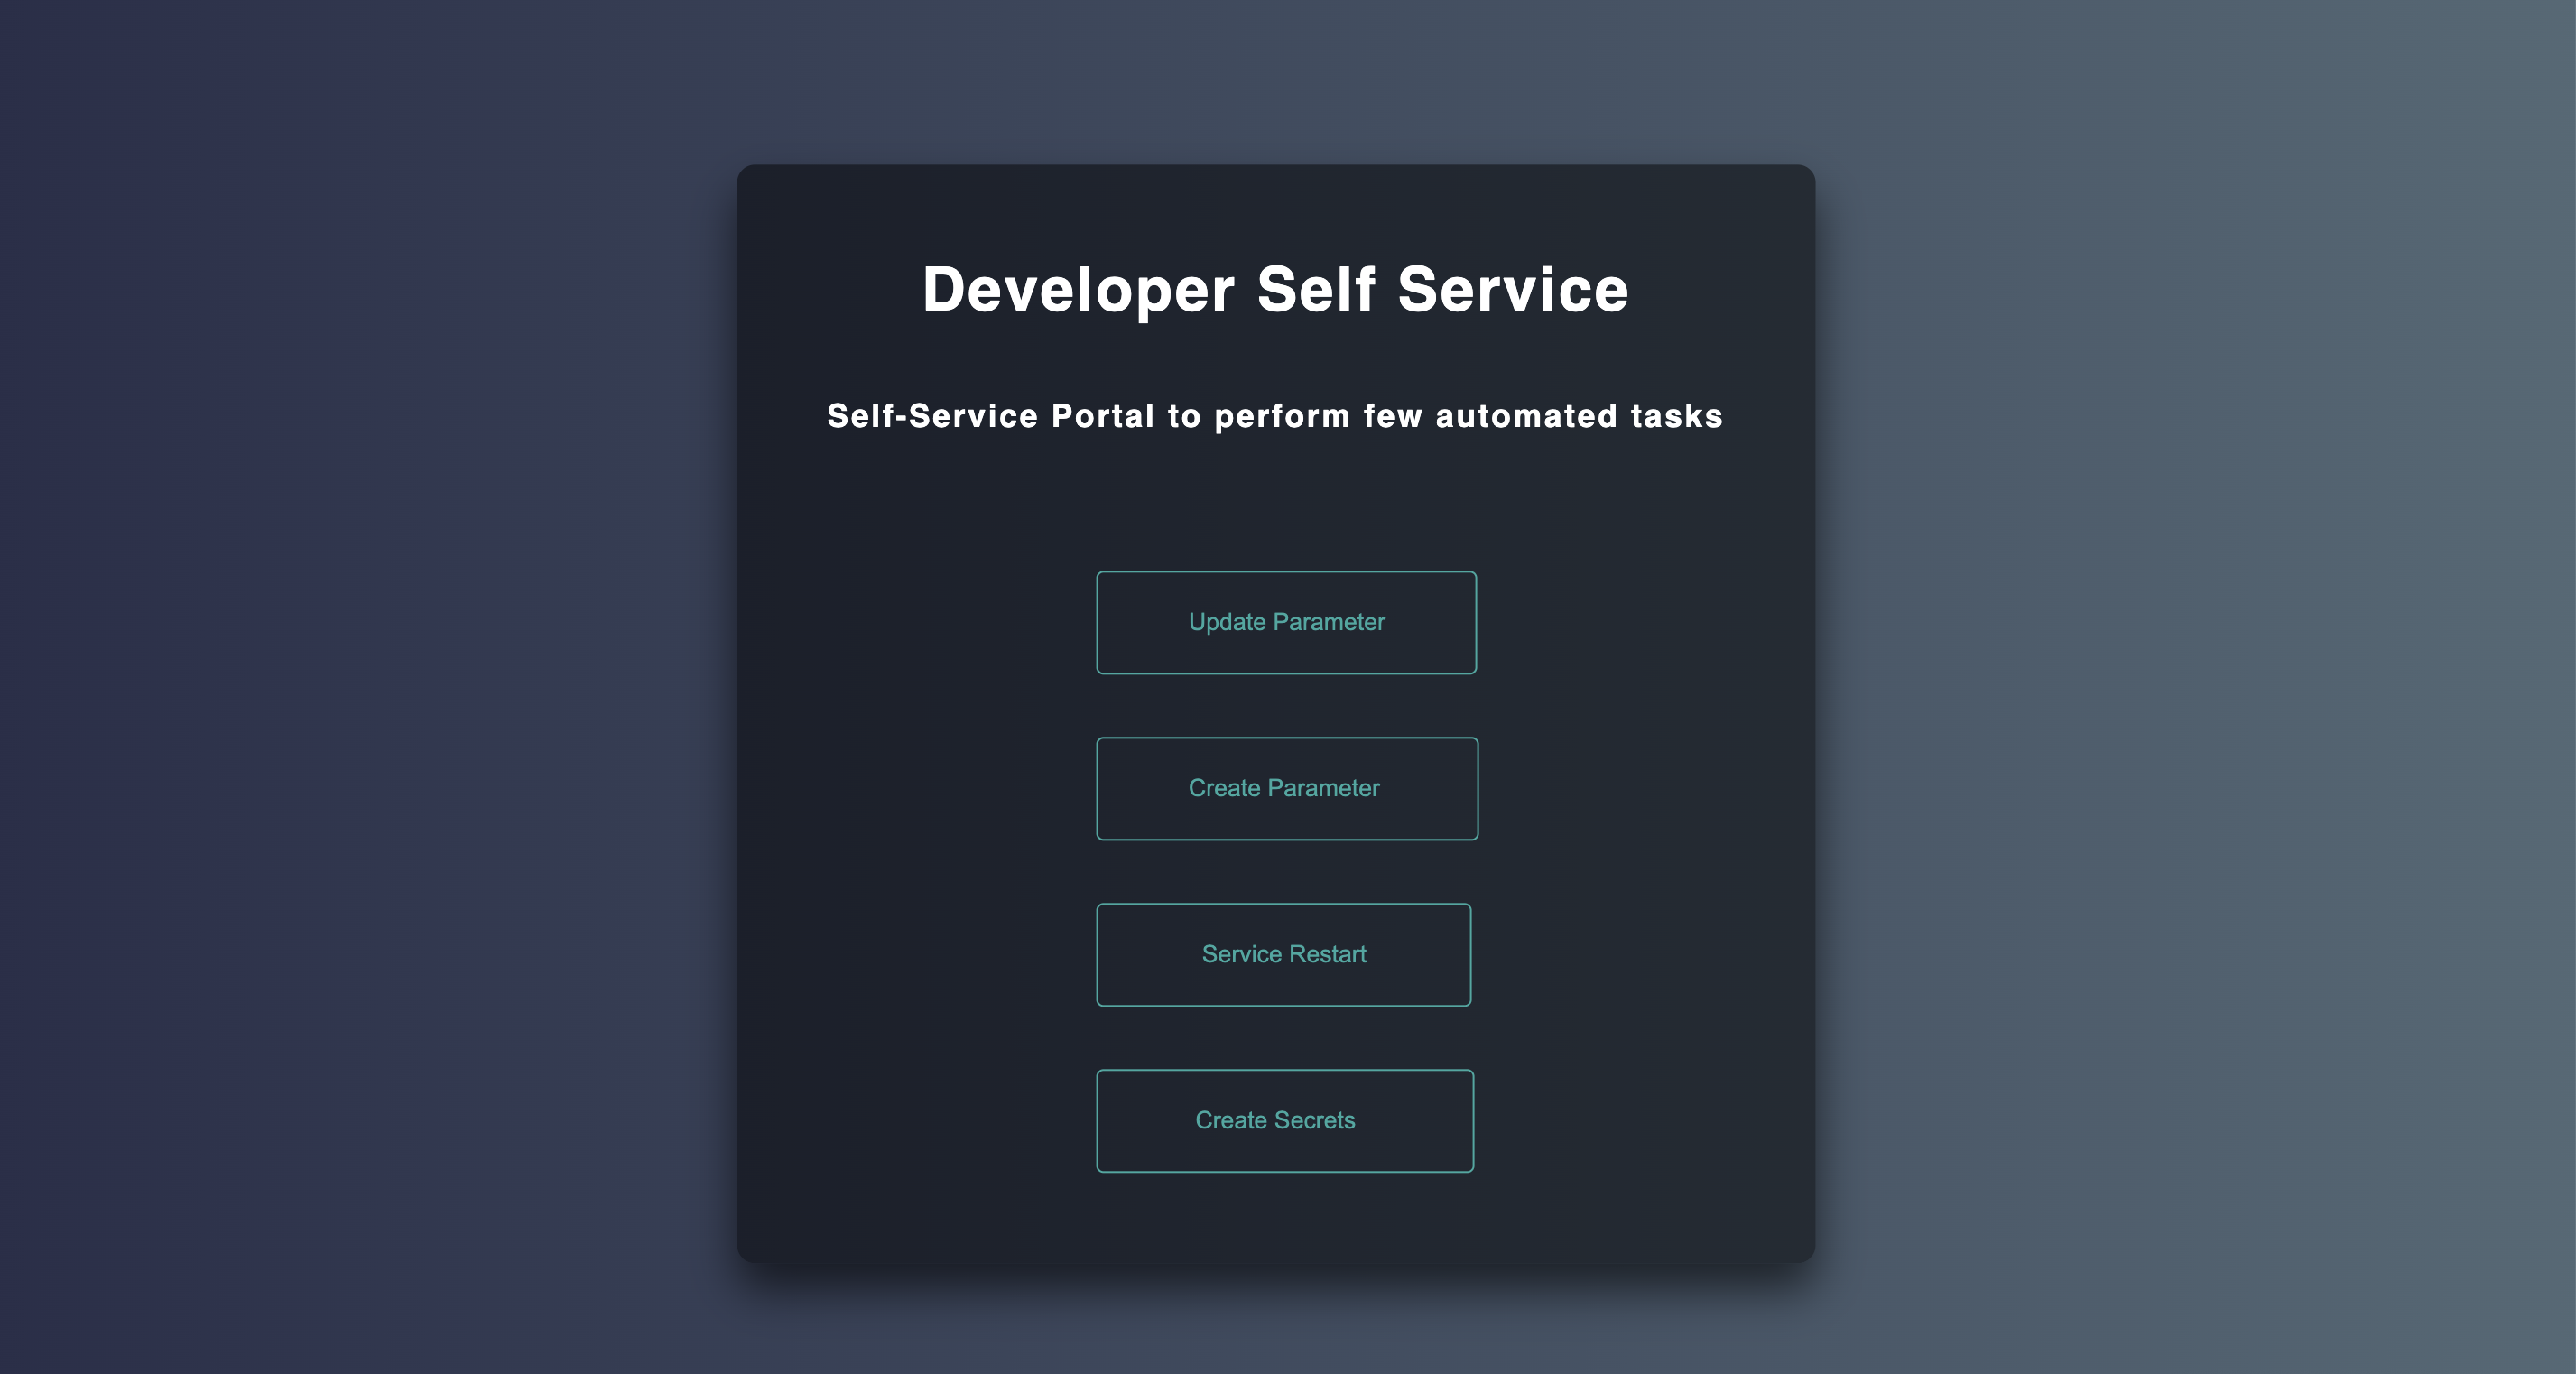 Developer Self Service
Self-Service Portal to perform few automated tasks
Update Parameter
Create Parameter
Service Restart
Create Secrets